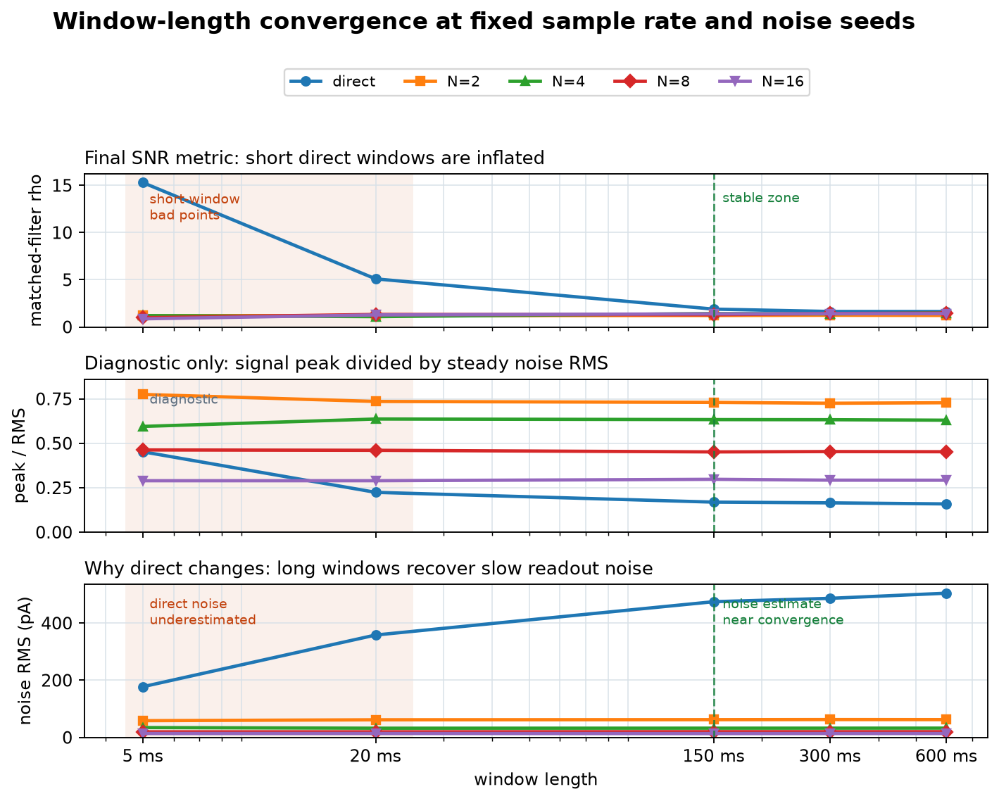 Window-length convergence at fixed sample rate and noise seeds
direct N=2 N=4 N=8 N=16
Final SNR metric: short direct windows are inflated
matched-filter rho
15
10
5
0
short-window
bad points
stable zone
Diagnostic only: signal peak divided by steady noise RMS
peak / RMS
0.75
0.50
0.25
0.00
diagnostic
Why direct changes: long windows recover slow readout noise
noise RMS (pA)
400
200
0
direct noise
underestimated
noise estimate
near convergence
5 ms 20 ms 150 ms 300 ms 600 ms
window length